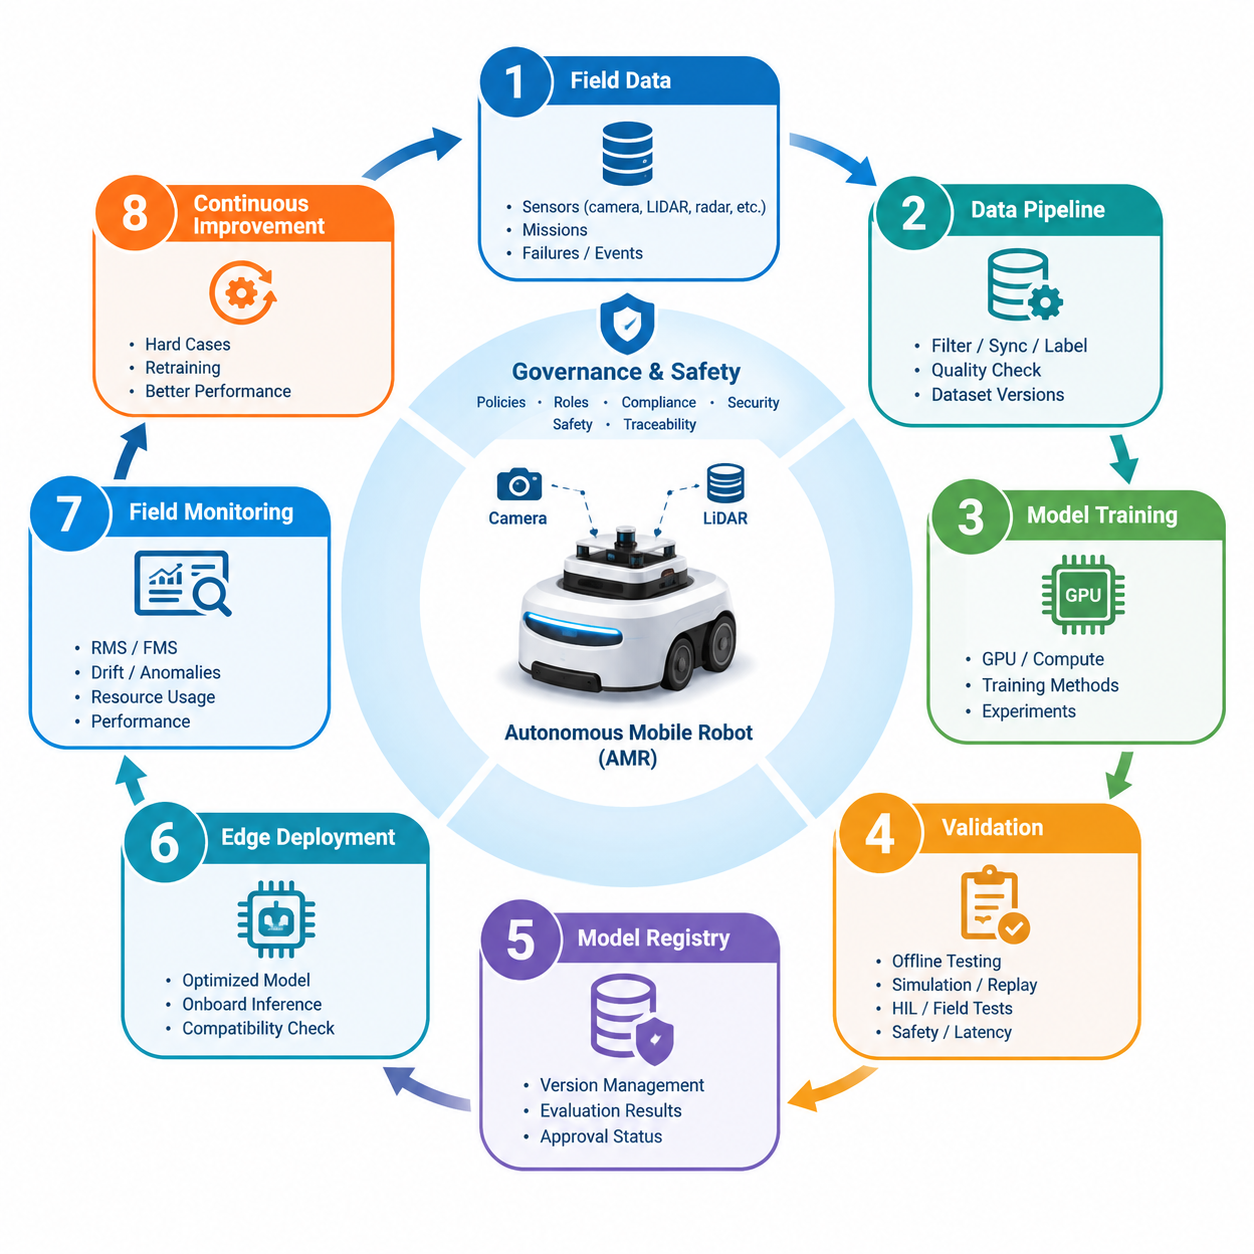 1
Field Data
• Sensors (camera, LIDAR, radar, etc.)
• Missions
• Failures / Events
2
Data Pipeline
• Filter / Sync / Label
• Quality Check
• Dataset Versions
3
Model Training
GPU
• GPU / Compute
• Training Methods
• Experiments
4
Validation
• Offline Testing
• Simulation / Replay
• HIL / Field Tests
• Safety / Latency
5
Model Registry
• Version Management
• Evaluation Results
• Approval Status
6
Edge Deployment
• Optimized Model
• Onboard Inference
• Compatibility Check
7
Field Monitoring
• RMS / FMS
• Drift / Anomalies
• Resource Usage
• Performance
8
Continuous
Improvement
• Hard Cases
• Retraining
• Better Performance
Governance & Safety
Policies • Roles • Compliance • Security
Safety • Traceability
Camera
LiDAR
Autonomous Mobile Robot
(AMR)